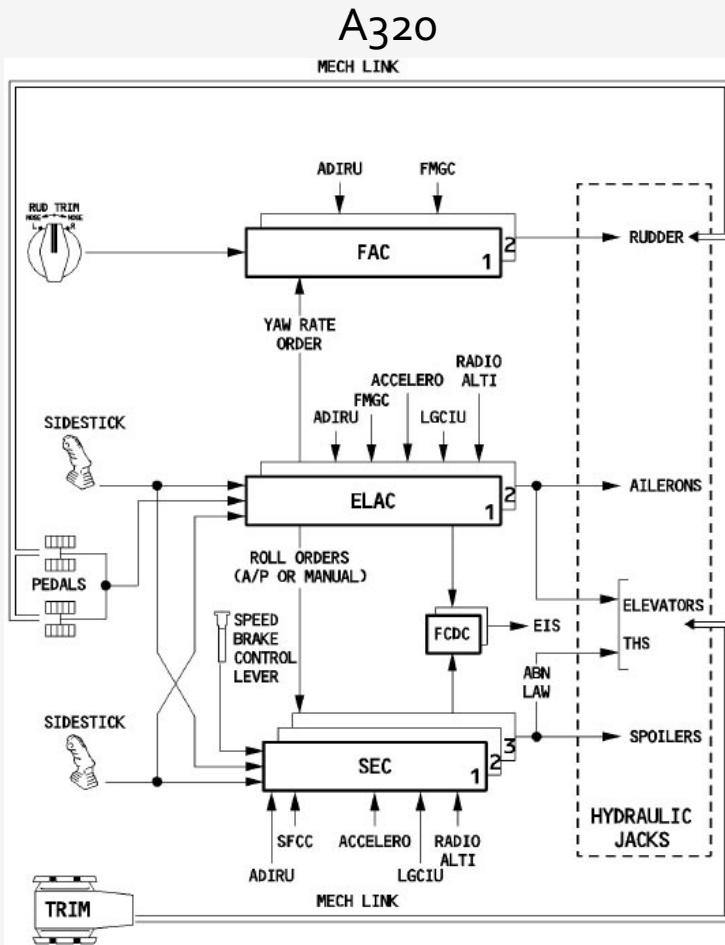 A320
MECH LINK
ADIRU
FMGC
RUD TRIM
NOSE NOSE
L R
FAC
1
2
RUDDER
YAW RATE
ORDER
RADIO
ALTI
ACCELERO
FMGC
ADIRU
LGCIU
SIDESTICK
ELAC
1
2
AILERONS
ROLL ORDERS
(A/P OR MANUAL)
PEDALS
SPEED
BRAKE
CONTROL
LEVER
FCDC
EIS
ELEVATORS
THS
ABN
LAW
SIDESTICK
SEC
1
2
3
SPOILERS
HYDRAULIC
JACKS
ADIRU
SFCC
ACCELERO
LGCIU
RADIO
ALTI
MECH LINK
TRIM